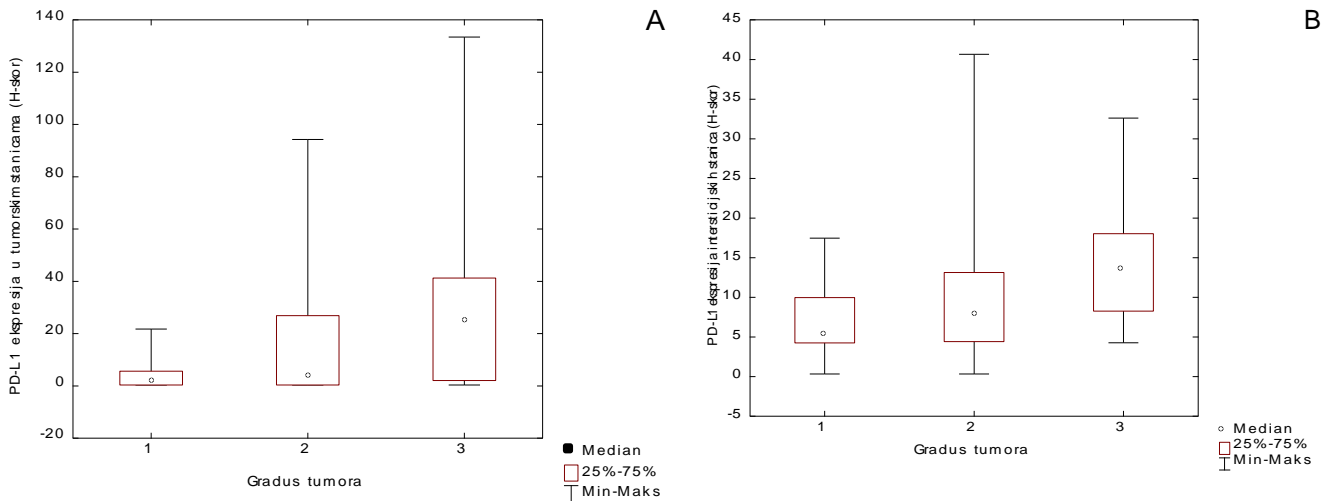 A
PD-L1 ekspresija u tumorskim stanicama (H-skor)
140
120
100
80
60
40
20
0
-20
1 2 3
Gradus tumora
Median
25%-75%
Min-Maks
B
PD-L1 ekspresija intersticijskih stanica (H-skor)
45
40
35
30
25
20
15
10
5
0
-5
1 2 3
Gradus tumora
Median
25%-75%
Min-Maks